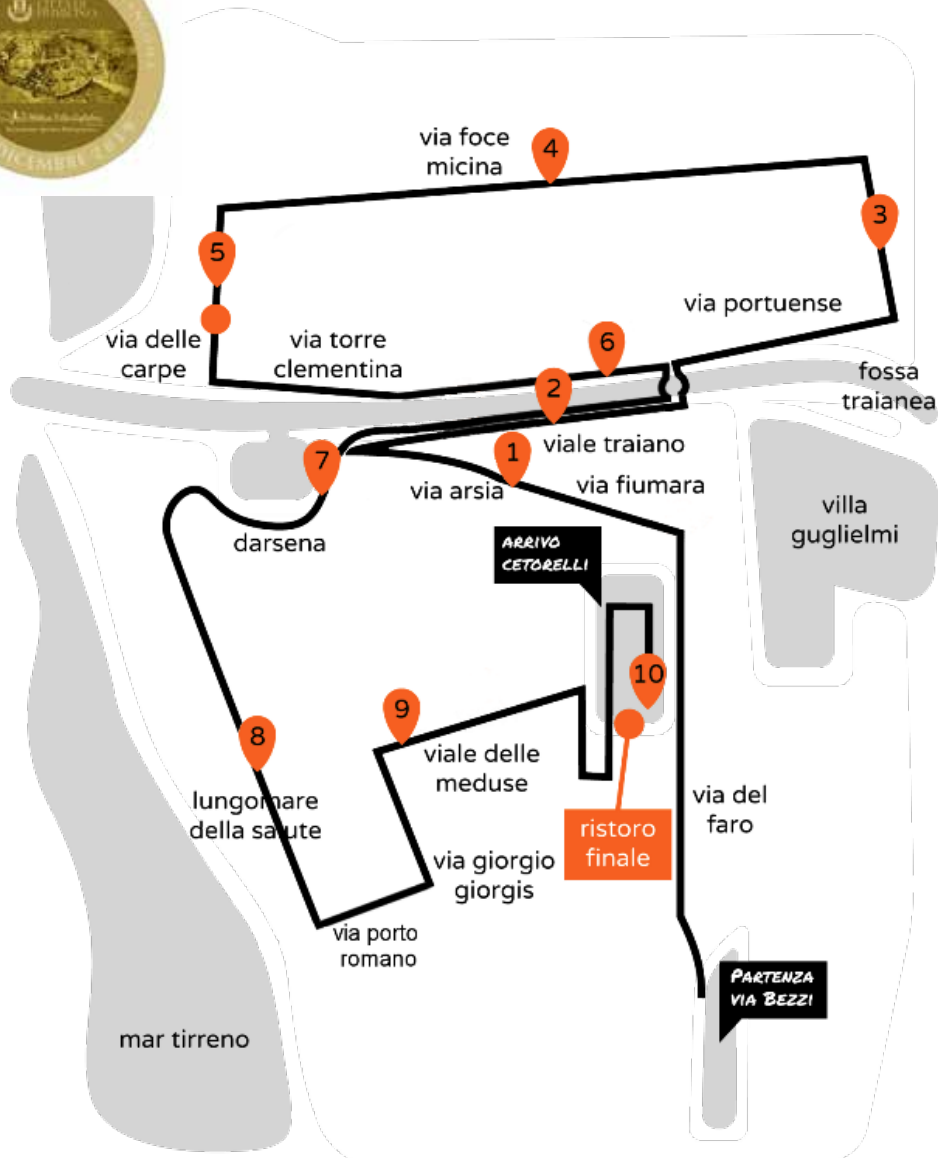 DICEMBRE
via foce
micina
4
3
5
via portuense
via delle
carpe
via torre
clementina
6
fossa
traianea
2
viale traiano
7
1
via arsia
via fiumara
villa
guglielmi
darsena
ARRIVO
CETORELLI
10
9
8
viale delle
meduse
lungomare
della salute
via del
faro
ristoro
finale
via giorgio
giorgis
via porto
romano
PARTENZA
VIA BEZZI
mar tirreno